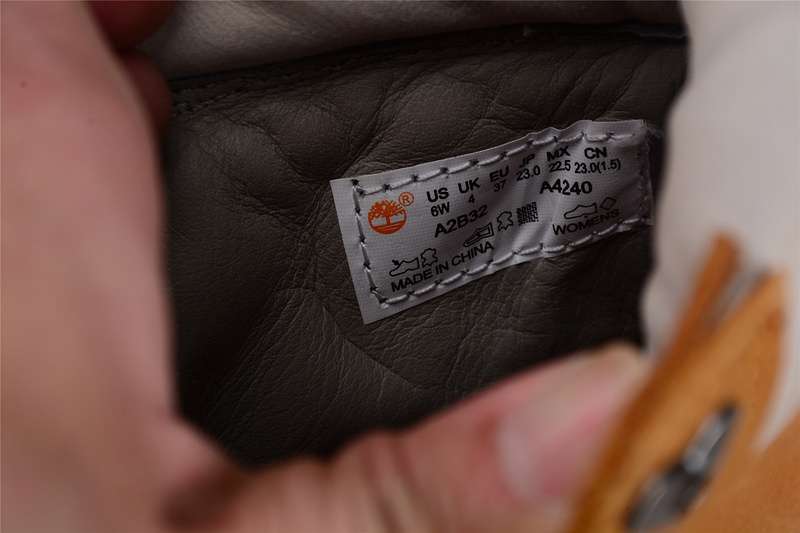 ®
US UK EU JP MX CN
6W 4 37 23.0 22.5 23.0(1.5)
A2B32 A4240
WOMENS
MADE IN CHINA